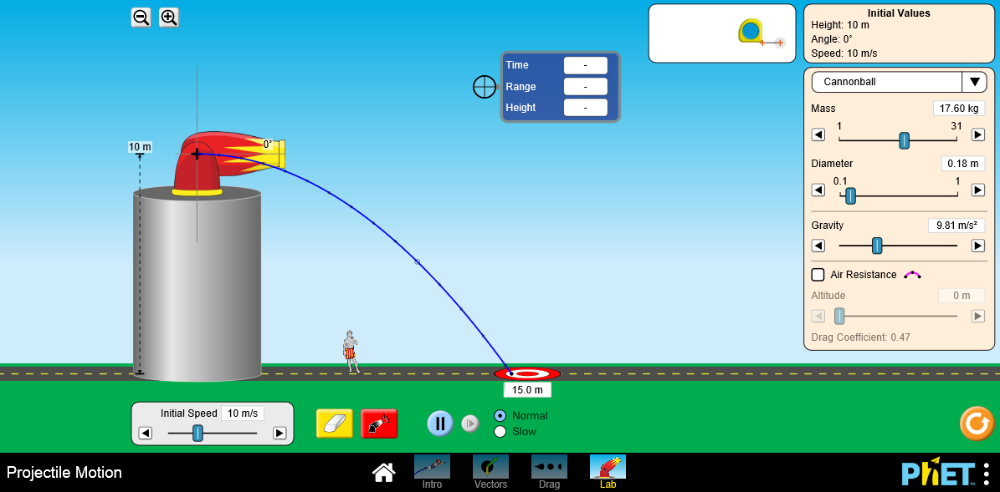 Initial Values
Height: 10 m
Angle: 0°
Speed: 10 m/s
Time -
Range -
Height -
Cannonball
Mass 17.60 kg
1 31
Diameter 0.18 m
0.1 1
Gravity 9.81 m/s²
Air Resistance
Altitude 0 m
Drag Coefficient: 0.47
10 m
0°
15.0 m
Initial Speed 10 m/s
Normal
Slow
Projectile Motion
Intro
Vectors
Drag
Lab
PhET